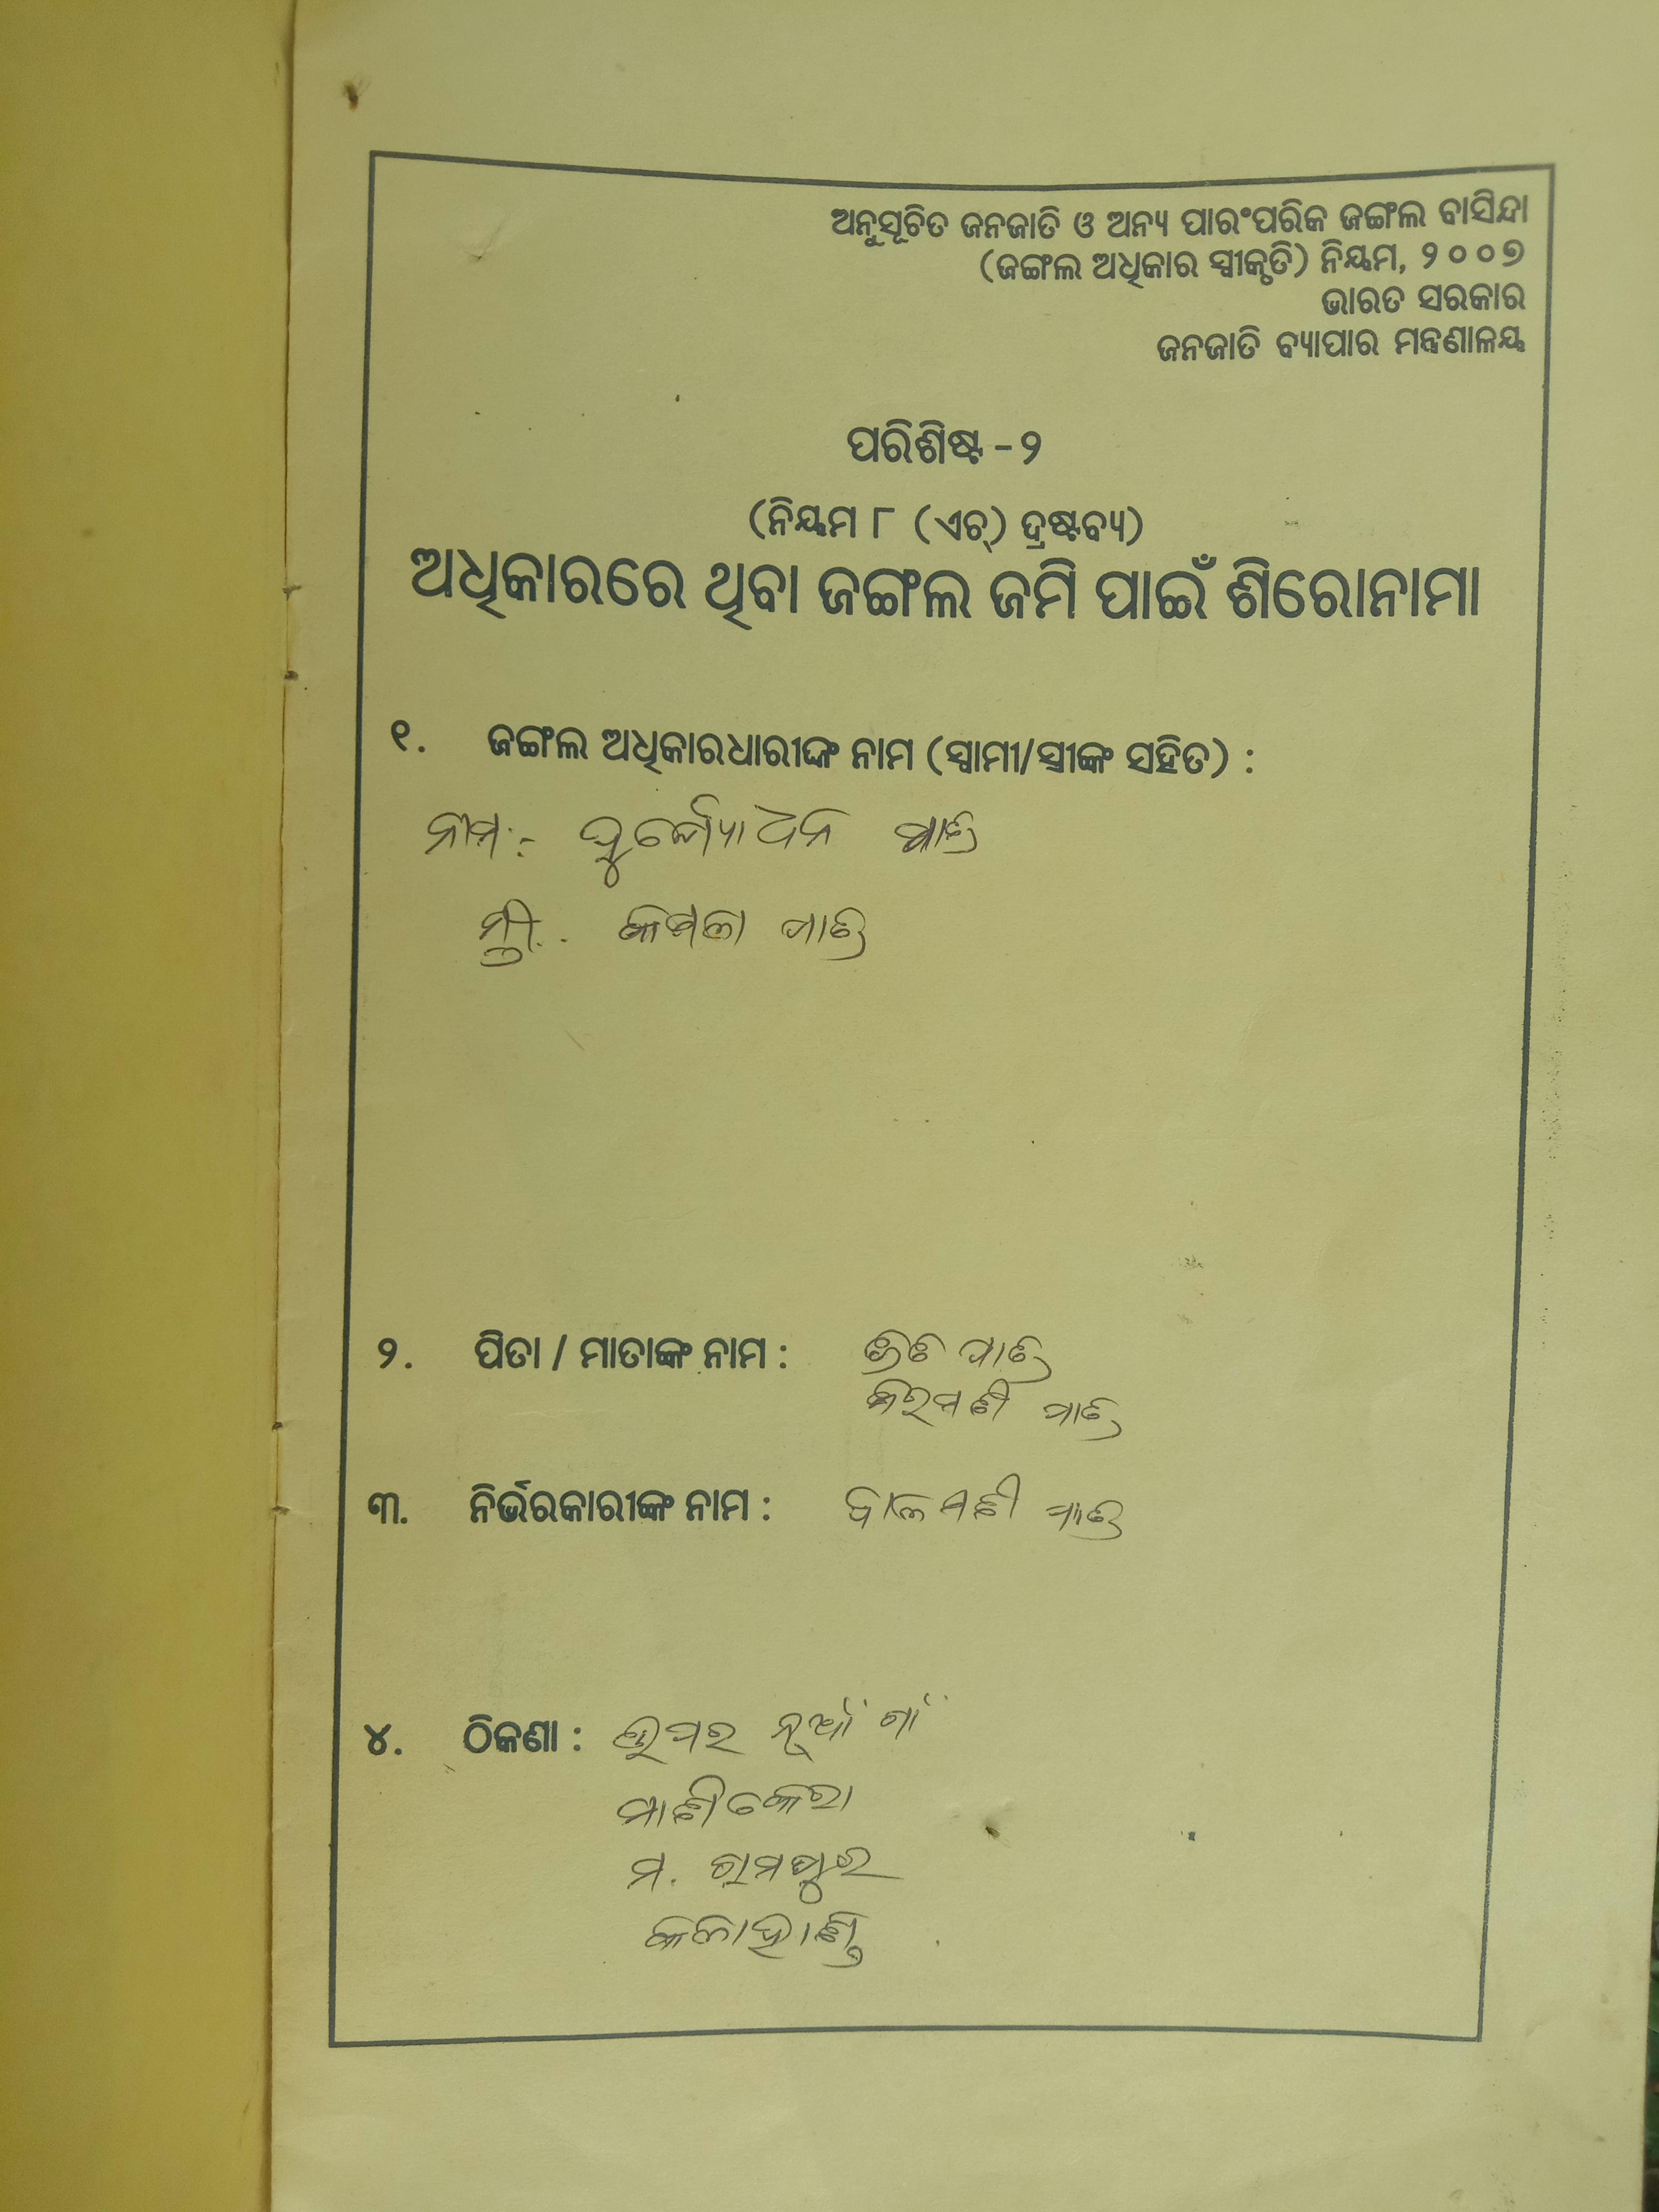 ଅନୁସୂଚିତ ଜନଜାତି ଓ ଅନ୍ୟ ପାରଂପରିକ ଜଙ୍ଗଲ ବାସିନ୍ଦା
(ଜଙ୍ଗଲ ଅଧିକାର ସ୍ୱୀକୃତି) ନିୟମ, ୨୦୦୭
ଭାରତ ସରକାର
ଜନଜାତି ବ୍ୟାପାର ମନ୍ତ୍ରଣାଳୟ
ପରିଶିଷ୍ଟ - ୨
(ନିୟମ ୮ (ଏଚ୍) ଦ୍ରଷ୍ଟବ୍ୟ)
ଅଧିକାରରେ ଥିବା ଜଙ୍ଗଲ ଜମି ପାଇଁ ଶିରୋନାମା
୧. ଜଙ୍ଗଲ ଅଧିକାରଧାରୀଙ୍କ ନାମ (ସ୍ୱାମୀ/ସ୍ତ୍ରୀଙ୍କ ସହିତ) :
ନାମ :- ଦୁର୍ଯ୍ୟୋଧନ ମାଝି
ସ୍ତ୍ରୀ.. କମଳା ମାଝି
୨. ପିତା / ମାତାଙ୍କ ନାମ : ମାଝି
ମାଝି
୩. ନିର୍ଭରକାରୀଙ୍କ ନାମ : ବାଳମଣୀ ମାଝି
୪. ଠିକଣା : ଉପର ନୂଆଁ ଗାଁ
ମାଣିକେରା
ମ. ରାମପୁର
କଳାହାଣ୍ଡି